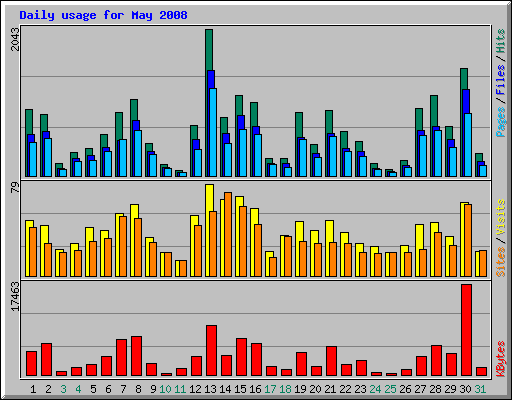 Daily usage for May 2008
2043
Pages / Files / Hits
79
Sites / Visits
17463
KBytes
1 2 3 4 5 6 7 8 9 10 11 12 13 14 15 16 17 18 19 20 21 22 23 24 25 26 27 28 29 30 31